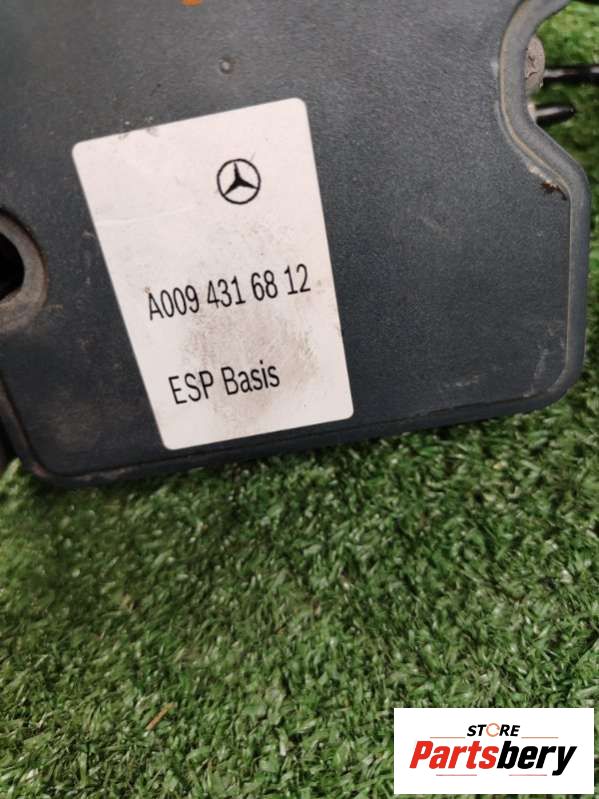 A009 431 68 12
ESP Basis
STORE
Partsbery